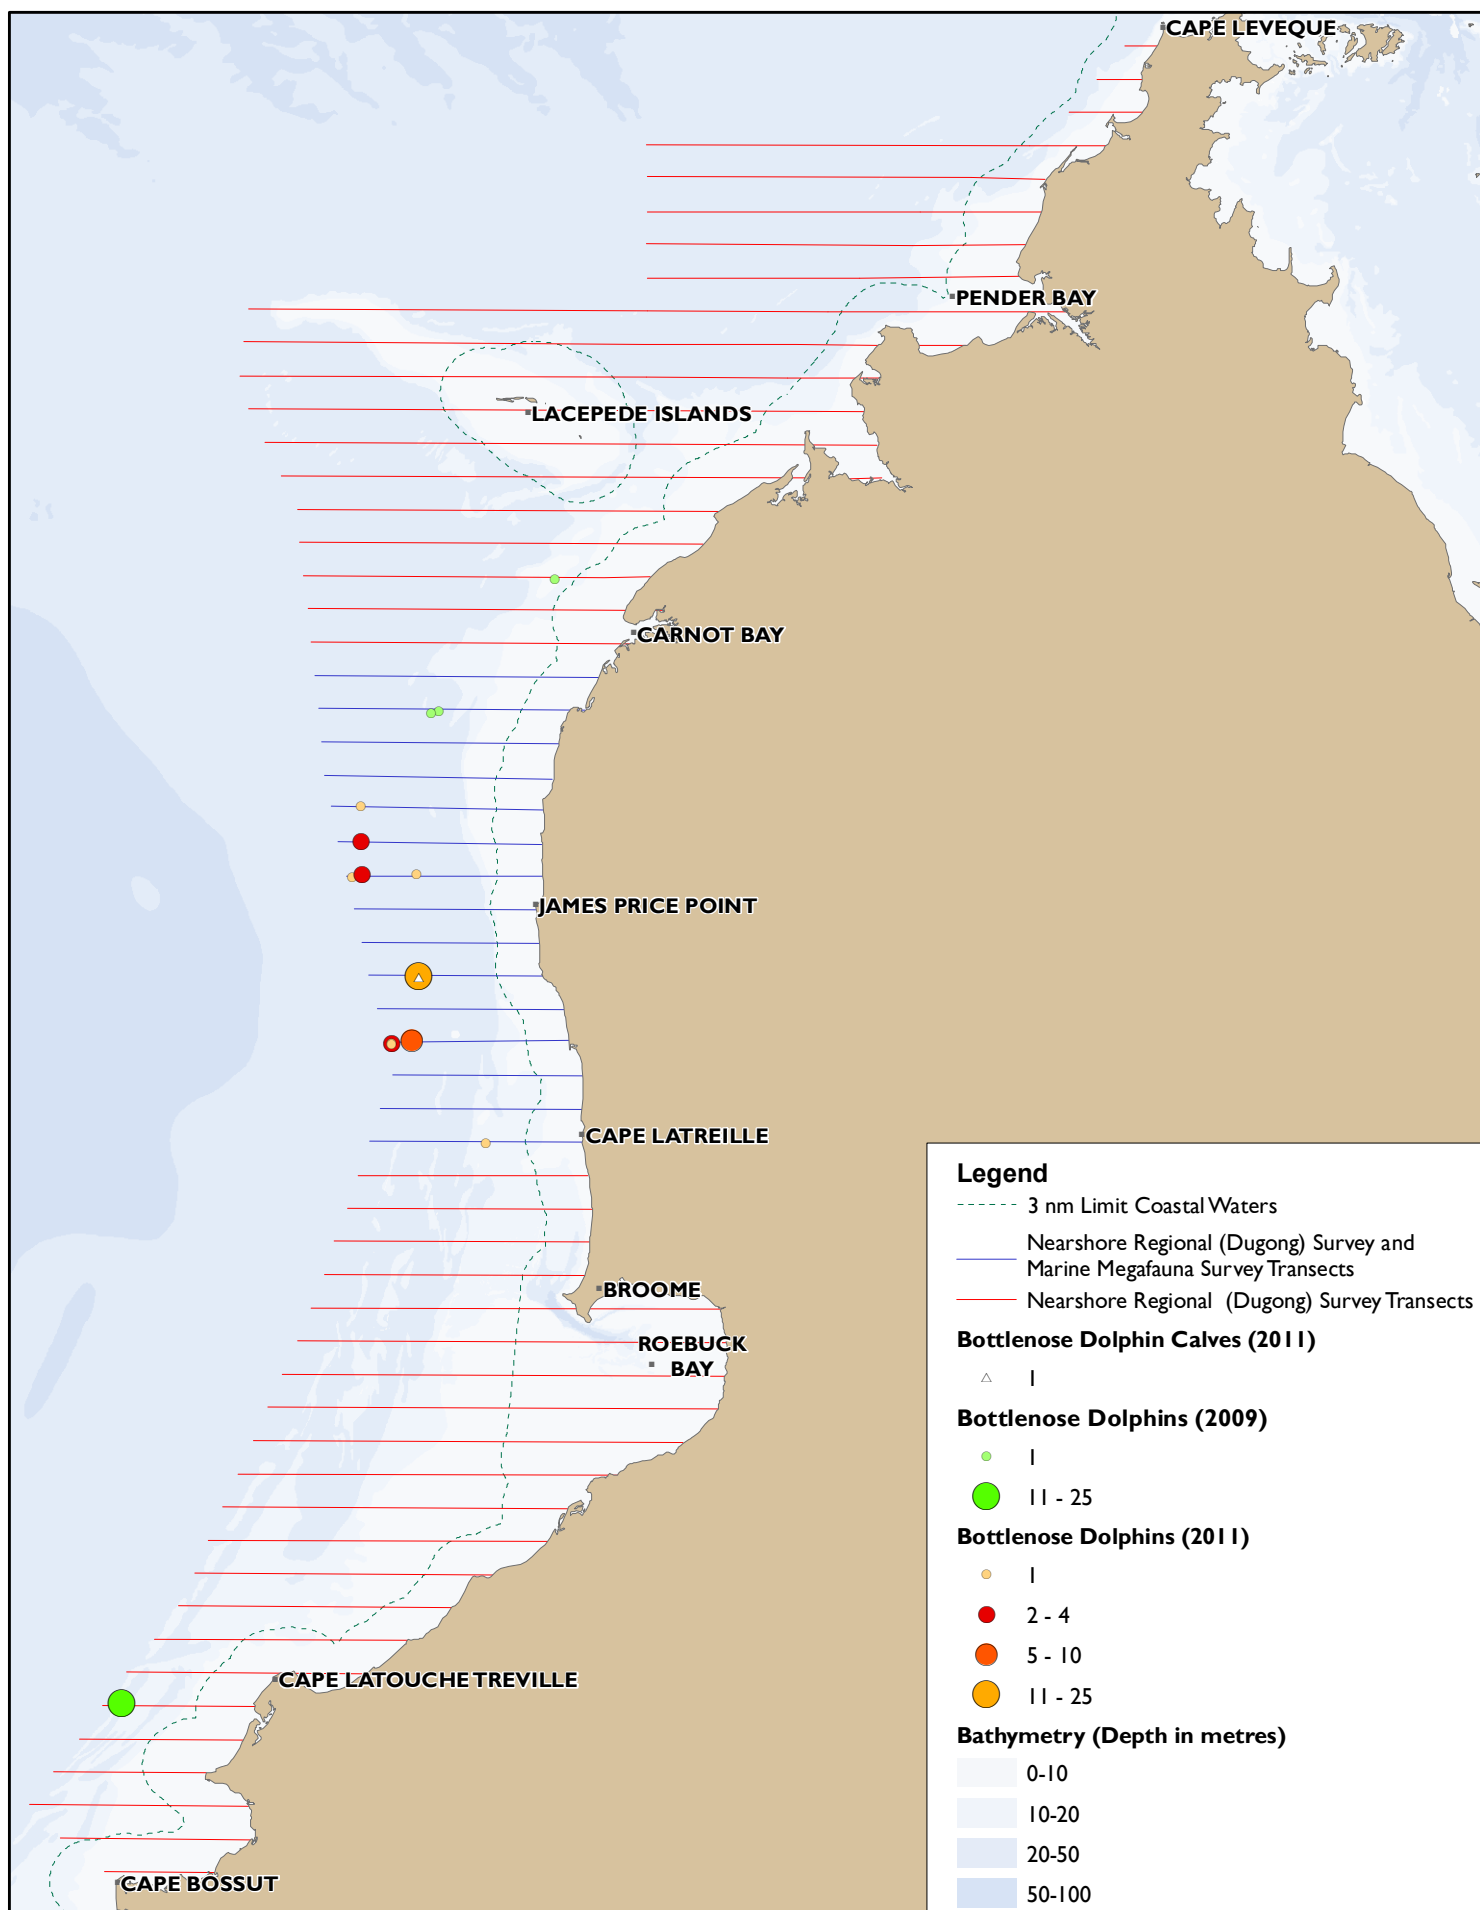 CAPE LEVEQUE
PENDER BAY
LACEPEDE ISLANDS
CARNOT BAY
JAMES PRICE POINT
CAPE LATREILLE
BROOME
ROEBUCK
BAY
CAPE LATOUCHE TREVILLE
CAPE BOSSUT
Legend
3 nm Limit Coastal Waters
Nearshore Regional (Dugong) Survey and
Marine Megafauna Survey Transects
Nearshore Regional (Dugong) Survey Transects
Bottlenose Dolphin Calves (2011)
1
Bottlenose Dolphins (2009)
1
11 - 25
Bottlenose Dolphins (2011)
1
2 - 4
5 - 10
11 - 25
Bathymetry (Depth in metres)
0-10
10-20
20-50
50-100